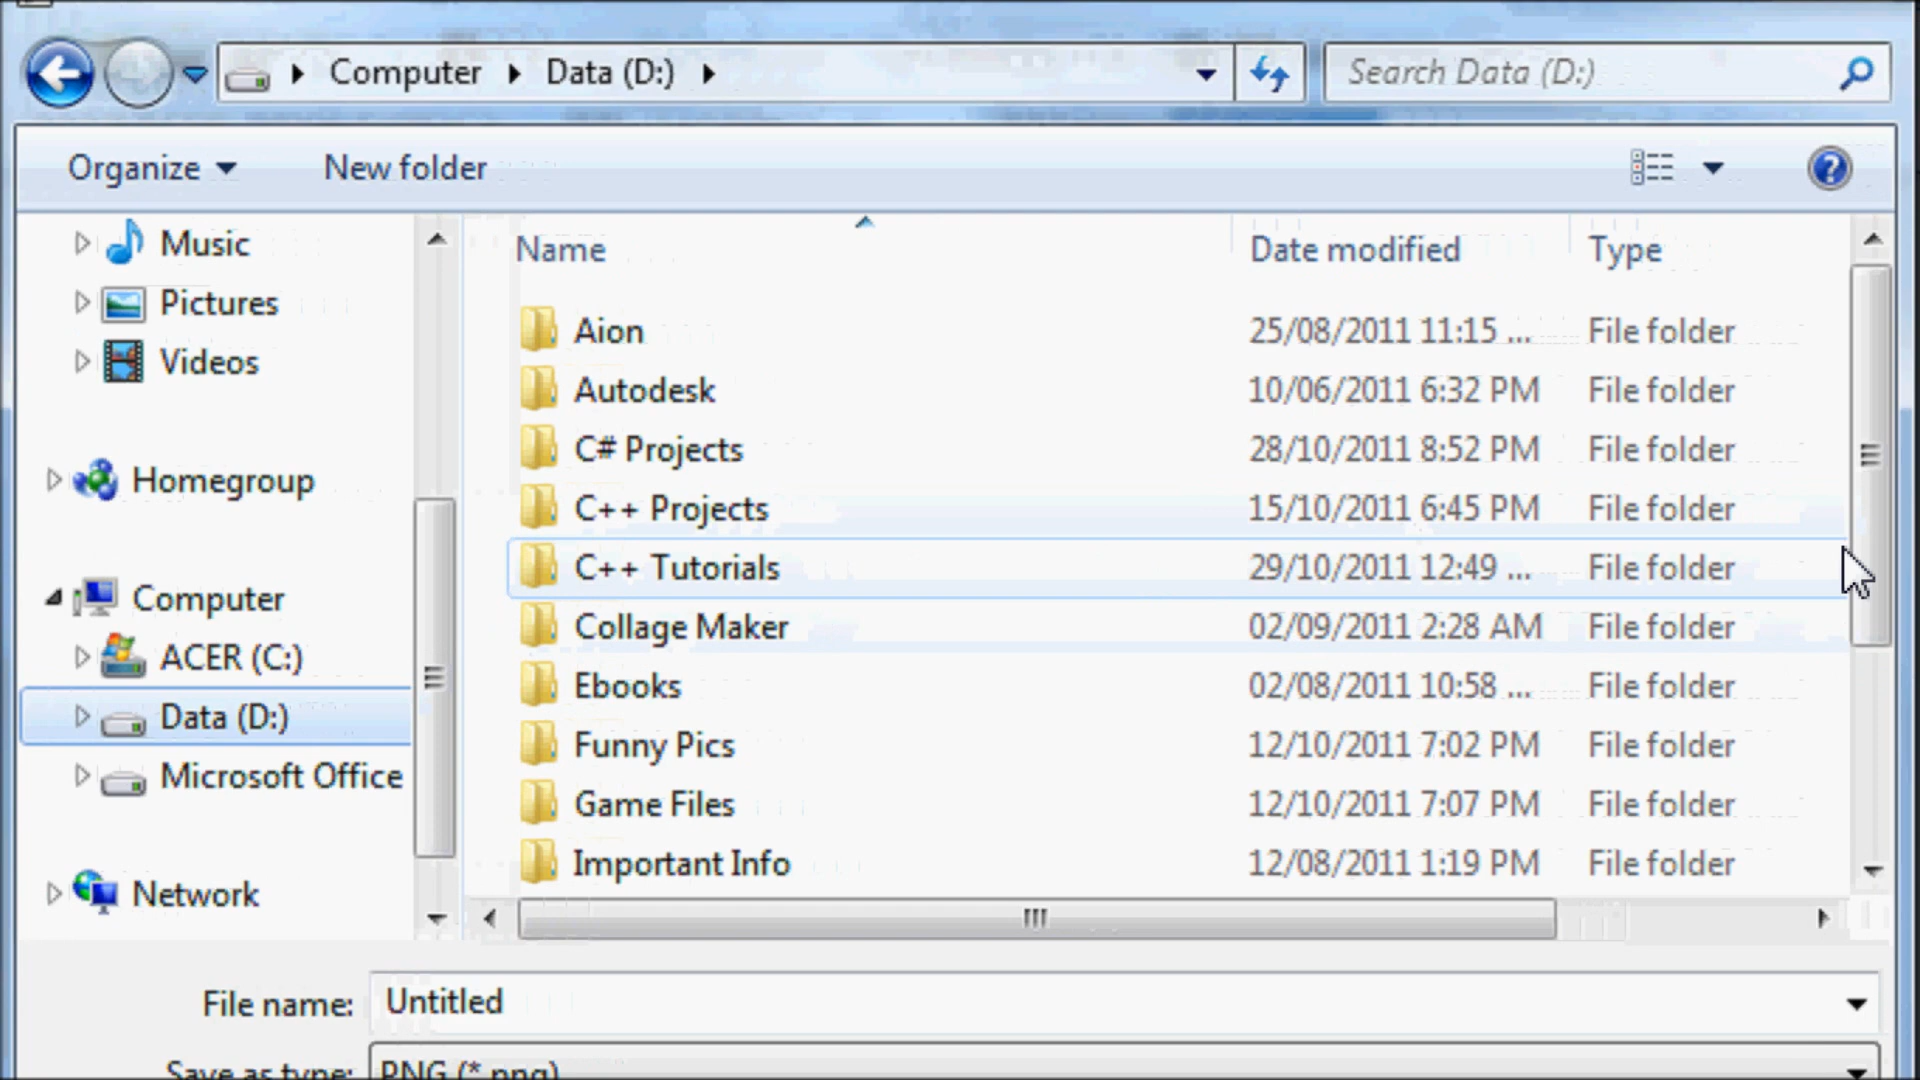 Computer Data (D:) Search Data (D:)
Organize New folder
Music
Pictures
Videos
Homegroup
Computer
ACER (C:)
Data (D:)
Microsoft Office
Network
Name Date modified Type
Aion 25/08/2011 11:15 ... File folder
Autodesk 10/06/2011 6:32 PM File folder
C# Projects 28/10/2011 8:52 PM File folder
C++ Projects 15/10/2011 6:45 PM File folder
C++ Tutorials 29/10/2011 12:49 ... File folder
Collage Maker 02/09/2011 2:28 AM File folder
Ebooks 02/08/2011 10:58 ... File folder
Funny Pics 12/10/2011 7:02 PM File folder
Game Files 12/10/2011 7:07 PM File folder
Important Info 12/08/2011 1:19 PM File folder
File name: Untitled
Save as type: PNG (*.png)